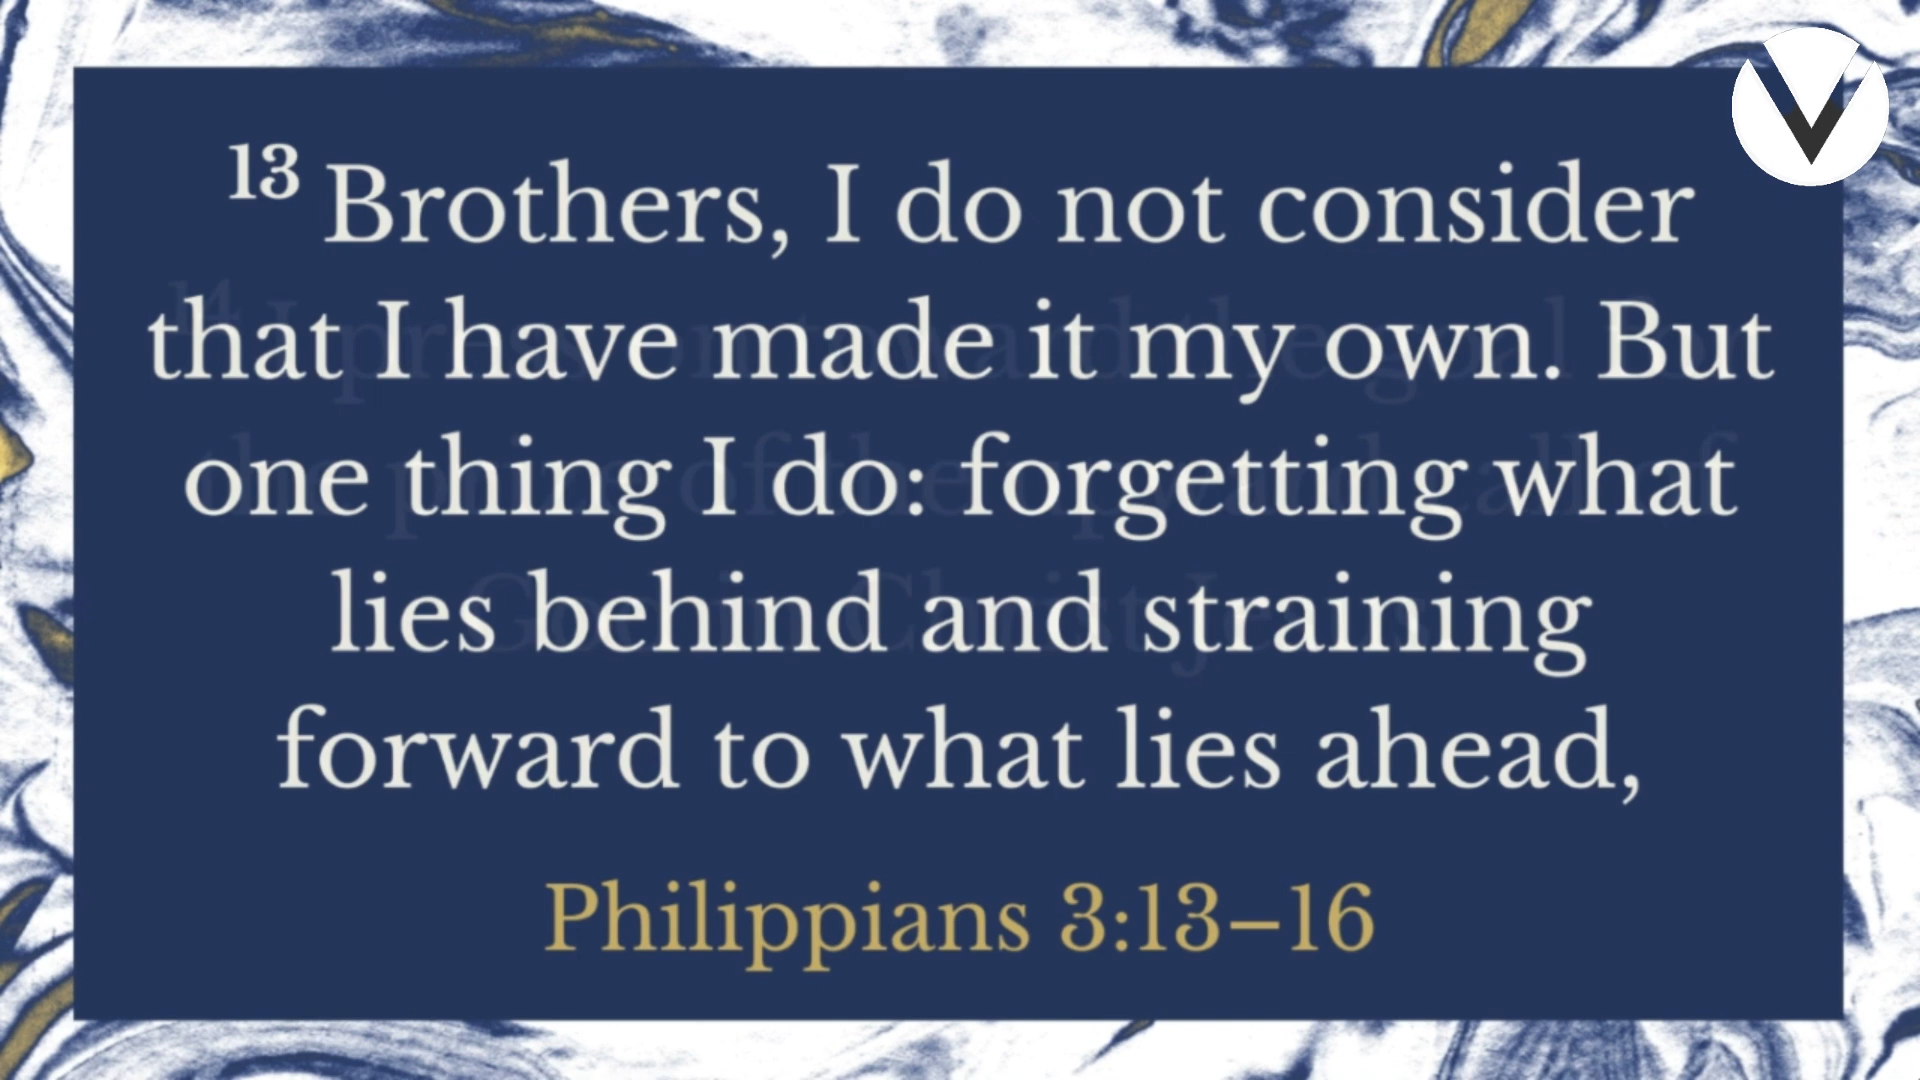 13 Brothers, I do not consider
that I have made it my own. But
one thing I do: forgetting what
lies behind and straining
forward to what lies ahead,
Philippians 3:13–16